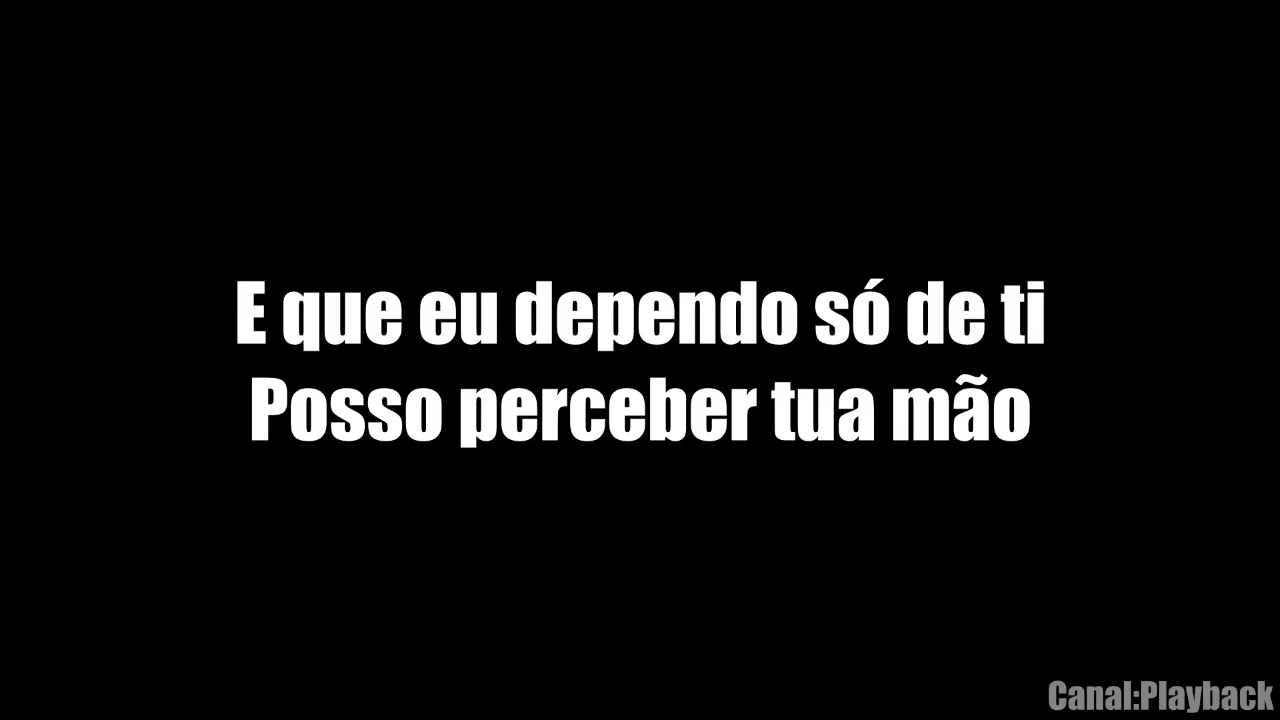 E que eu dependo só de ti
Posso perceber tua mão
Canal:Playback